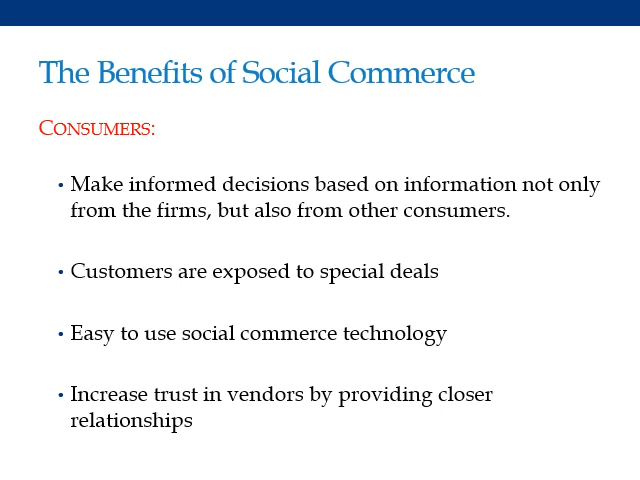 The Benefits of Social Commerce
CONSUMERS:
• Make informed decisions based on information not only
from the firms, but also from other consumers.
• Customers are exposed to special deals
• Easy to use social commerce technology
• Increase trust in vendors by providing closer
relationships